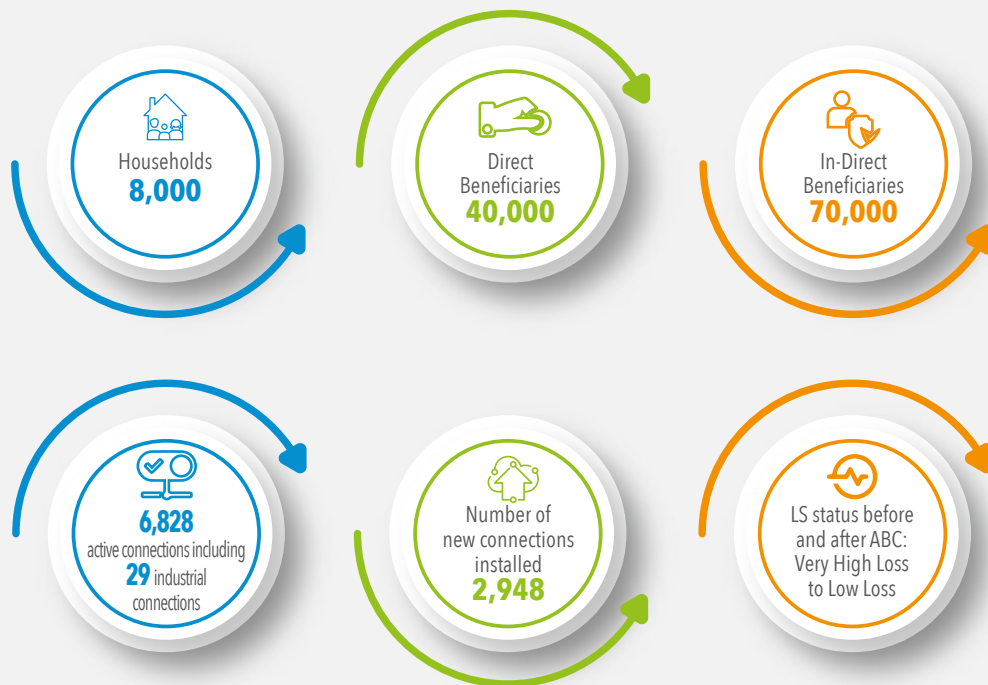 Households
8,000
Direct
Beneficiaries
40,000
In-Direct
Beneficiaries
70,000
6,828
active connections including
29 industrial
connections
Number of
new connections
installed
2,948
LS status before
and after ABC:
Very High Loss
to Low Loss